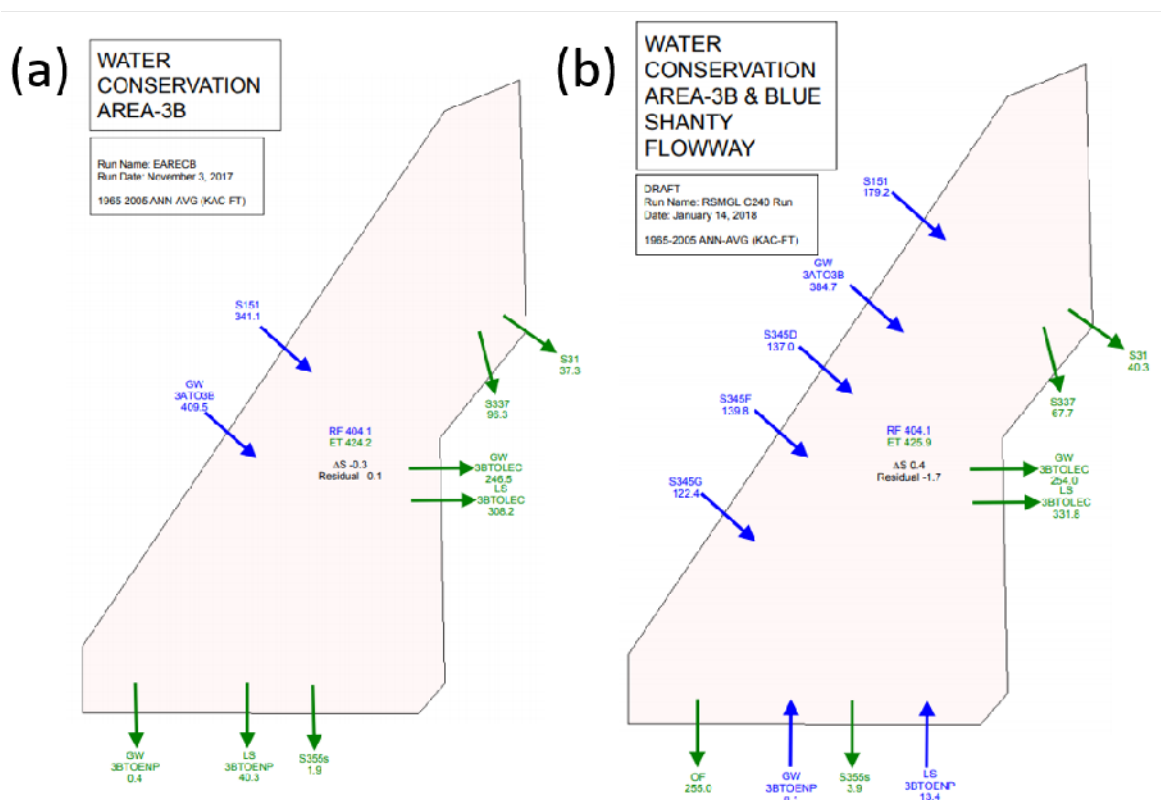 (a)
WATER
CONSERVATION
AREA-3B
Run Name: EARECB
Run Date: November 3, 2017
1965-2005 ANN-AVG (KAC-FT)
S151
341.1
GW
3ATO3B
409.5
RF 404.1
ET 424.2
ΔS -0.3
Residual 0.1
S31
37.3
S337
GW
3BTOLEC
246.5
LS
3BTOLEC
308.2
GW
3BTOENP
0.4
LS
3BTOENP
40.3
S355s
1.9
(b)
WATER
CONSERVATION
AREA-3B & BLUE
SHANTY
FLOWWAY
DRAFT
Run Name: RSMGL C240 Run
Date: January 14, 2018
1965-2005 ANN-AVG (KAC-FT)
S151
179.2
GW
3ATO3B
384.7
S345D
137.0
S345F
139.8
S345G
122.4
RF 404.1
ET 425.9
ΔS 0.4
Residual -1.7
S31
40.3
S337
67.7
GW
3BTOLEC
254.0
LS
3BTOLEC
331.8
OF
255.0
GW
3BTOENP
S355s
3.9
LS
3BTOENP
13.4